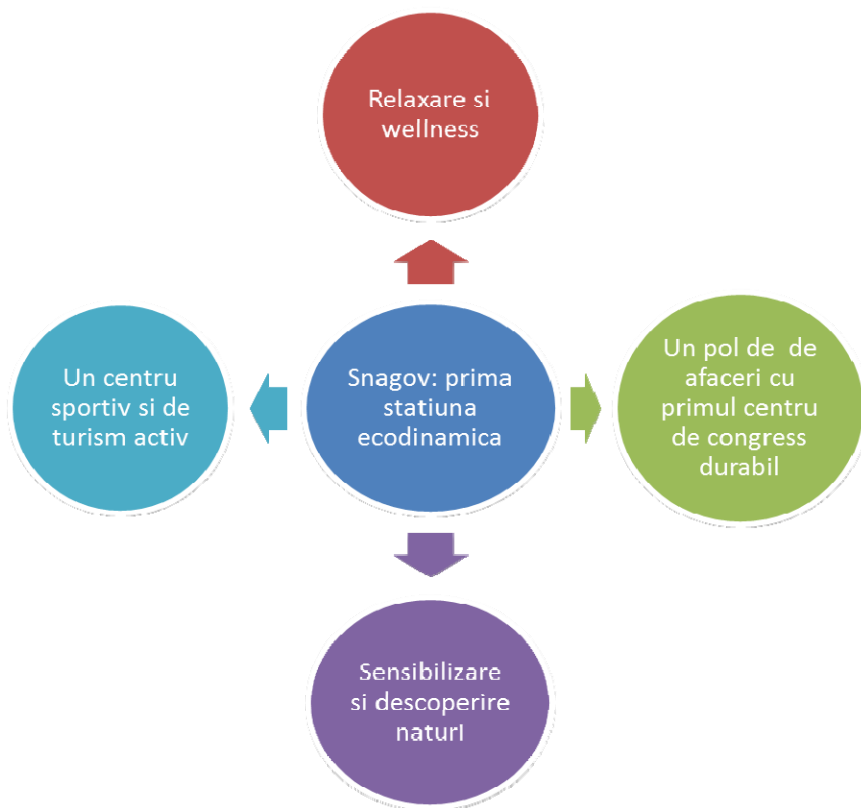 Relaxare si
wellness
Un centru
sportiv si de
turism activ
Snagov: prima
statiuna
ecodinamica
Un pol de  de
afaceri cu
primul centru
de congress
durabil
Sensibilizare
si descoperire
naturI